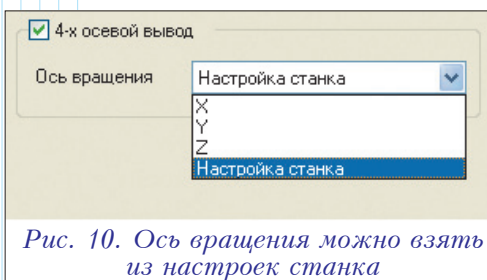 4-х осевой вывод
Ось вращения
Настройка станка
X
Y
Z
Настройка станка
Рис. 10. Ось вращения можно взять
из настроек станка